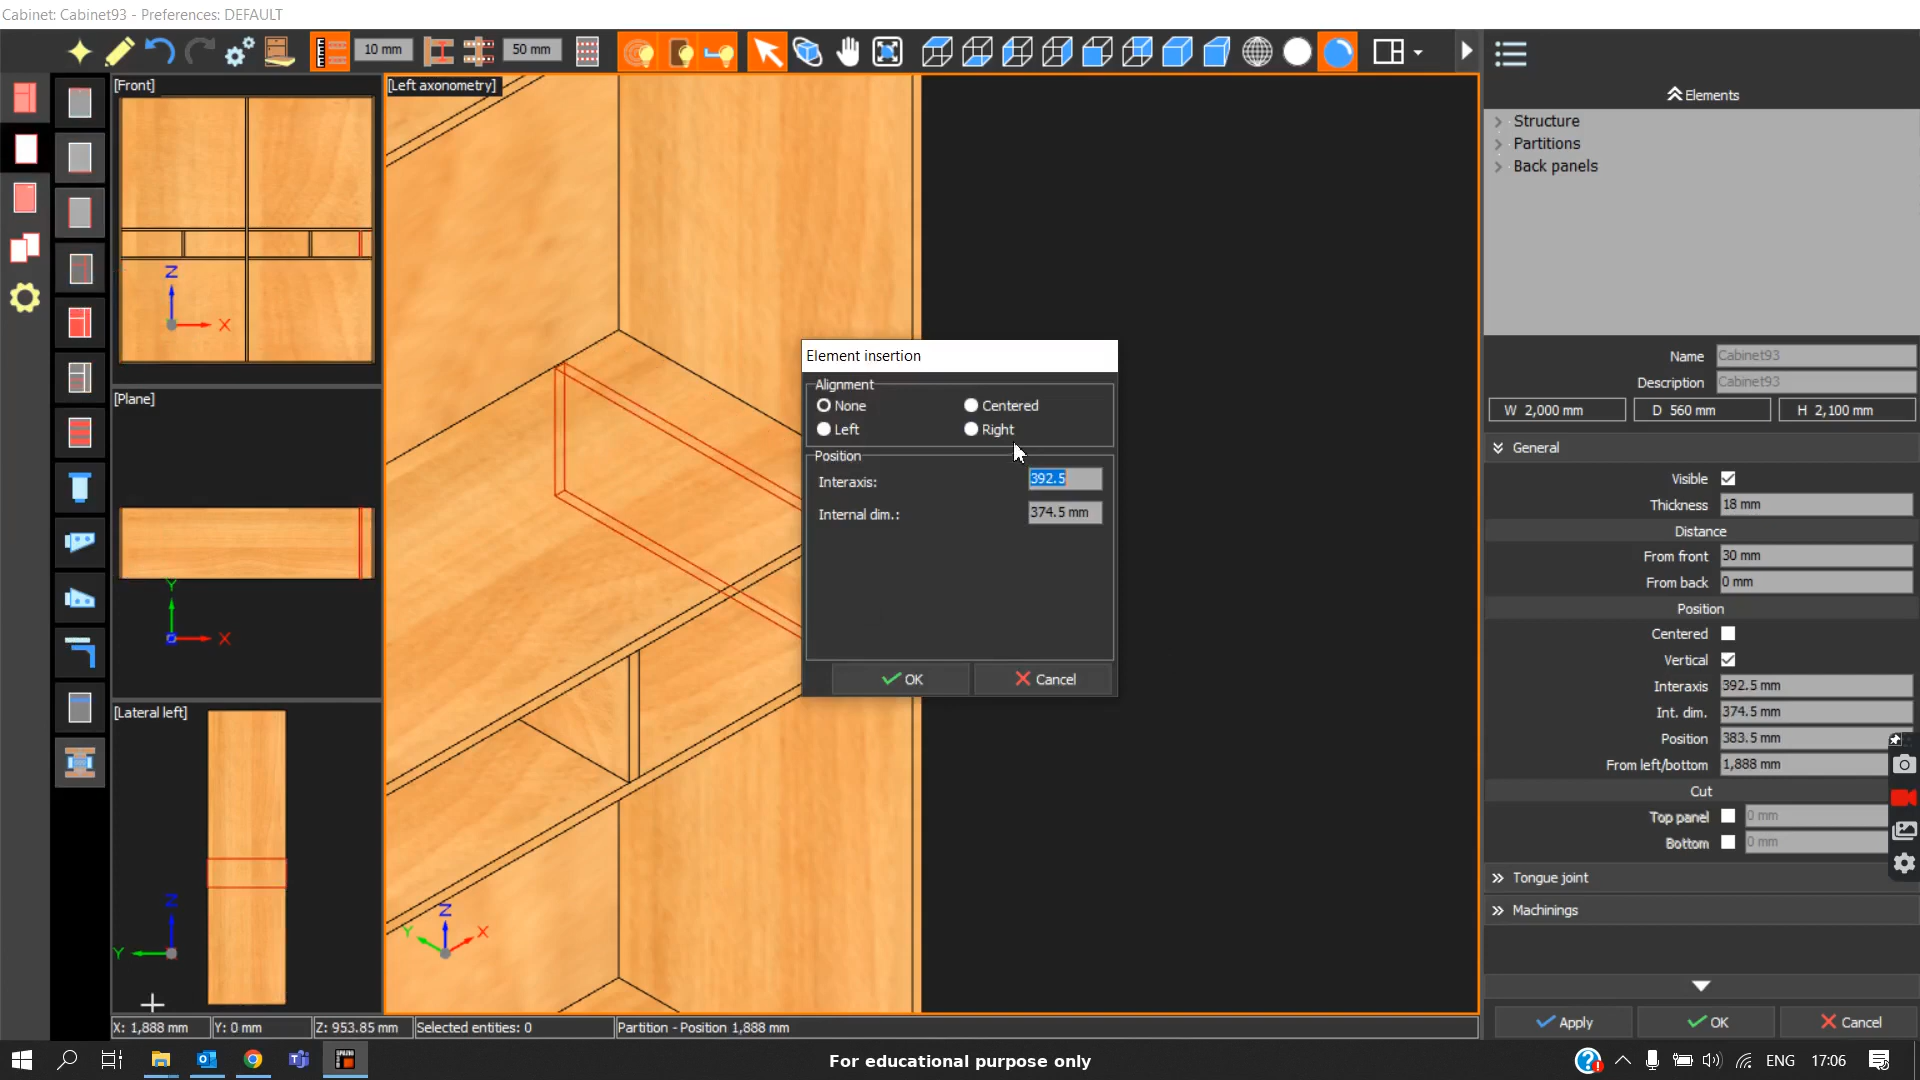 Cabinet: Cabinet93 - Preferences: DEFAULT
10 mm
50 mm
[Front]
Z
X
[Plane]
Y
X
[Lateral left]
Z
Y
[Left axonometry]
Z
Y
X
Element insertion
Alignment
None
Centered
Left
Right
Position
Interaxis: 392.5
Internal dim.: 374.5 mm
OK
Cancel
Elements
Structure
Partitions
Back panels
Name Cabinet93
Description Cabinet93
W 2,000 mm
D 560 mm
H 2,100 mm
General
Visible
Thickness 18 mm
Distance
From front 30 mm
From back 0 mm
Position
Centered
Vertical
Interaxis 392.5 mm
Int. dim. 374.5 mm
Position 383.5 mm
From left/bottom 1,888 mm
Cut
Top panel 0 mm
Bottom 0 mm
Tongue joint
Machinings
Apply
OK
Cancel
X: 1,888 mm
Y: 0 mm
Z: 953.85 mm
Selected entities: 0
Partition - Position 1,888 mm
For educational purpose only
ENG
17:06